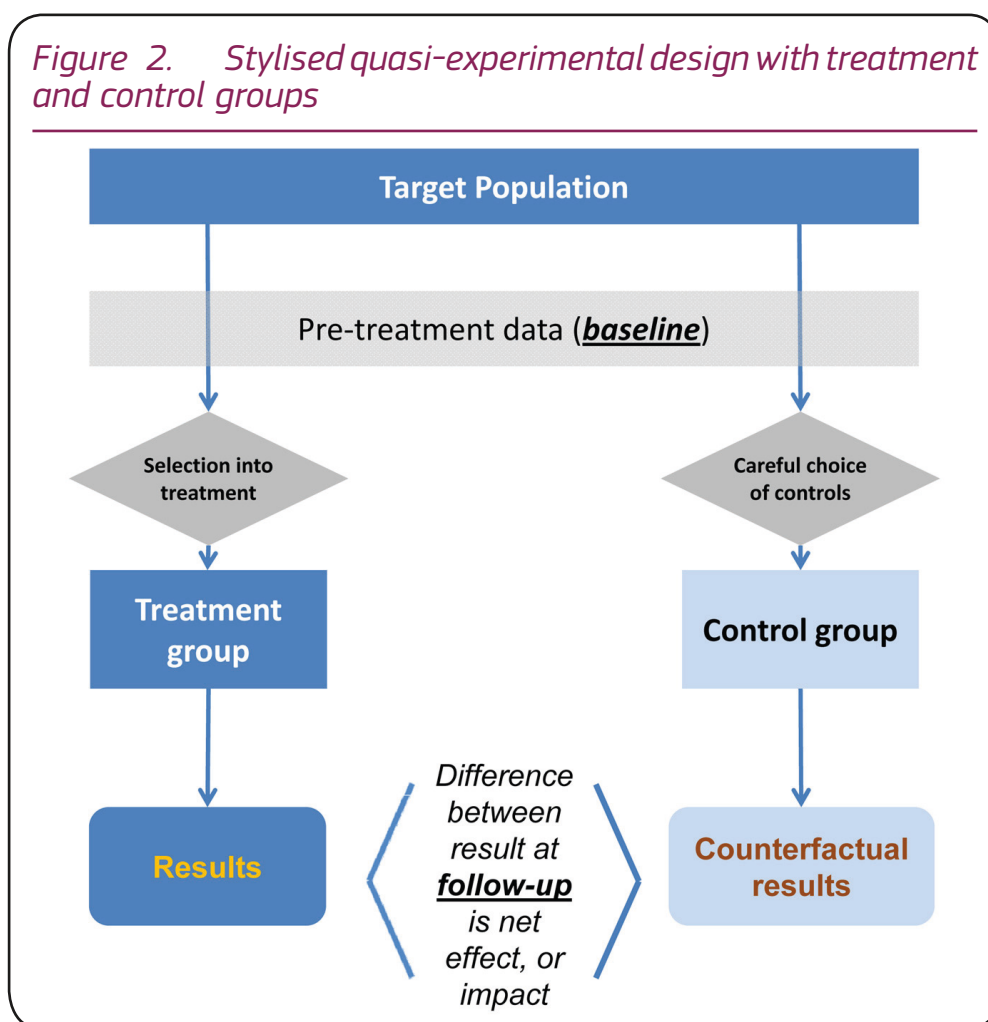 Figure 2. Stylised quasi-experimental design with treatment
and control groups
Target Population
Pre-treatment data (baseline)
Selection into
treatment
Careful choice
of controls
Treatment
group
Control group
Difference
between
result at
follow-up
is net
effect, or
impact
Results
Counterfactual
results